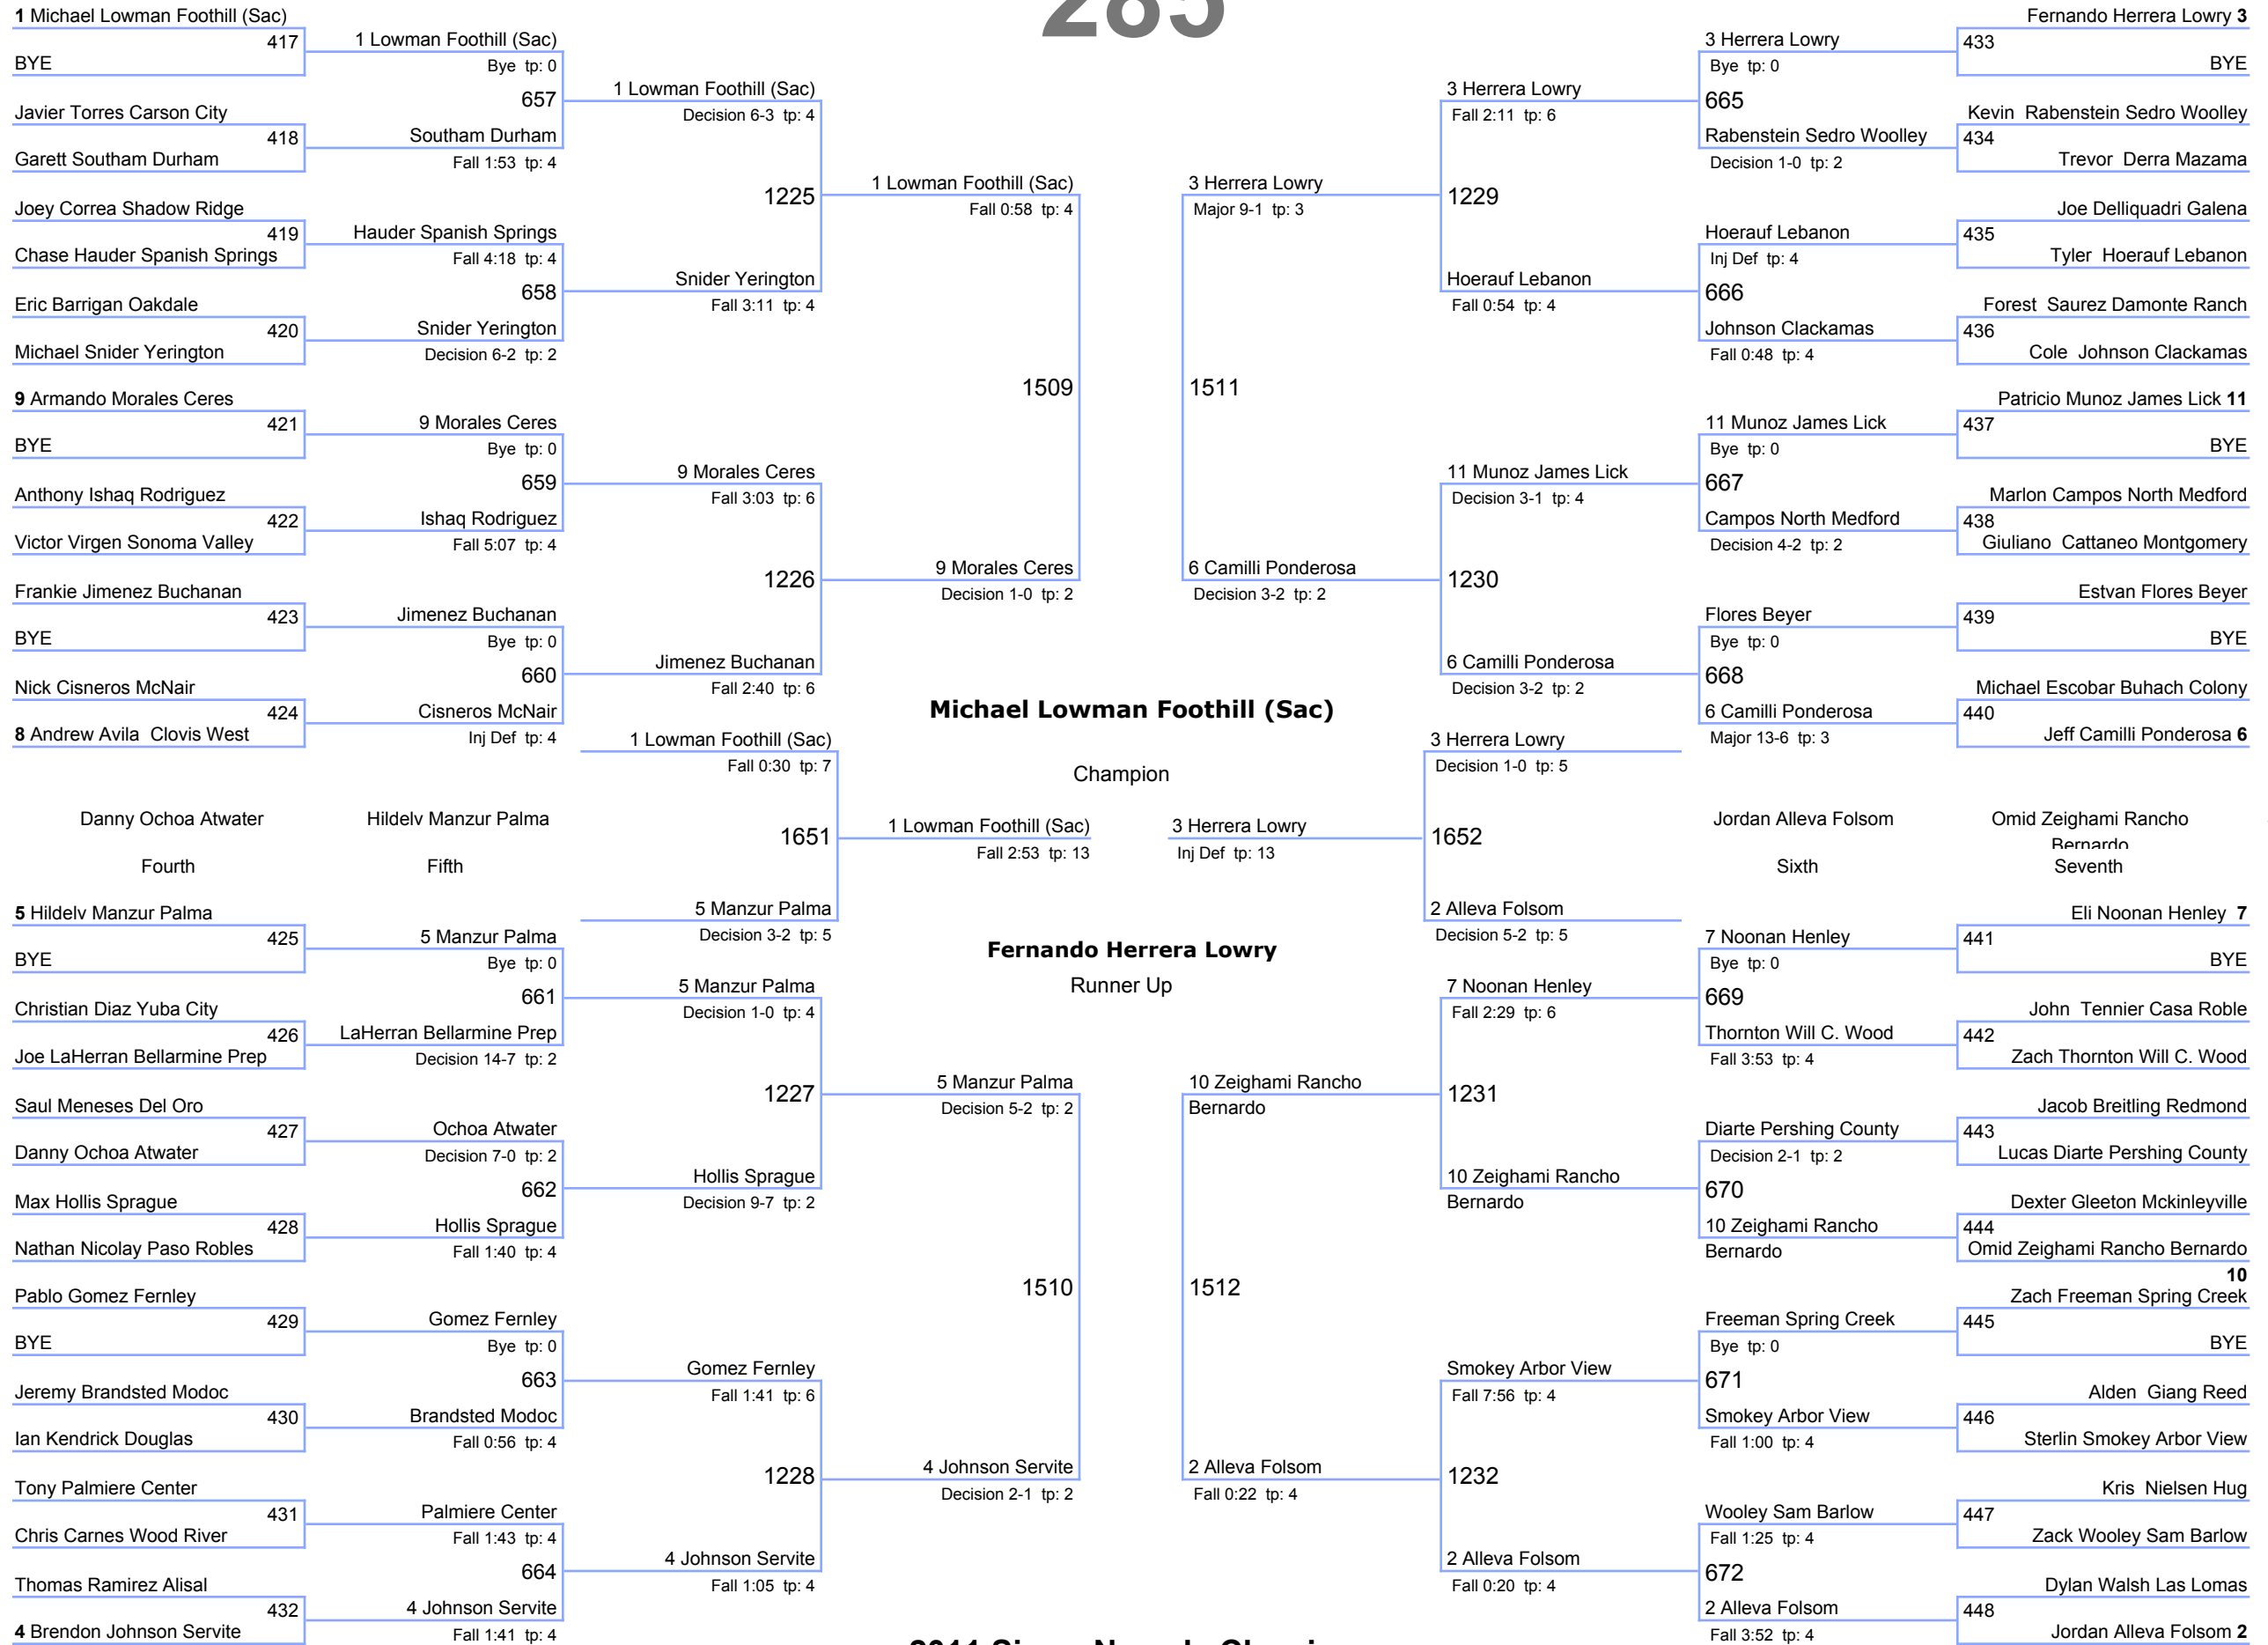 285
1 Michael Lowman Foothill (Sac)
417
BYE
Javier Torres Carson City
418
Garett Southam Durham
Joey Correa Shadow Ridge
419
Chase Hauder Spanish Springs
Eric Barrigan Oakdale
420
Michael Snider Yerington
9 Armando Morales Ceres
421
BYE
Anthony Ishaq Rodriguez
422
Victor Virgen Sonoma Valley
Frankie Jimenez Buchanan
423
BYE
Nick Cisneros McNair
424
8 Andrew Avila Clovis West
1 Lowman Foothill (Sac)
Bye tp: 0
657
Southam Durham
Fall 1:53 tp: 4
Hauder Spanish Springs
Fall 4:18 tp: 4
658
Snider Yerington
Decision 6-2 tp: 2
9 Morales Ceres
Bye tp: 0
659
Ishaq Rodriguez
Fall 5:07 tp: 4
Jimenez Buchanan
Bye tp: 0
660
Cisneros McNair
Inj Def tp: 4
1 Lowman Foothill (Sac)
Decision 6-3 tp: 4
1225
Snider Yerington
Fall 3:11 tp: 4
9 Morales Ceres
Fall 3:03 tp: 6
1226
Jimenez Buchanan
Fall 2:40 tp: 6
1 Lowman Foothill (Sac)
Fall 0:58 tp: 4
1509
9 Morales Ceres
Decision 1-0 tp: 2
3 Herrera Lowry
Major 9-1 tp: 3
1511
6 Camilli Ponderosa
Decision 3-2 tp: 2
3 Herrera Lowry
Fall 2:11 tp: 6
1229
Hoerauf Lebanon
Fall 0:54 tp: 4
11 Munoz James Lick
Decision 3-1 tp: 4
1230
6 Camilli Ponderosa
Decision 3-2 tp: 2
3 Herrera Lowry
Bye tp: 0
665
Rabenstein Sedro Woolley
Decision 1-0 tp: 2
Hoerauf Lebanon
Inj Def tp: 4
666
Johnson Clackamas
Fall 0:48 tp: 4
11 Munoz James Lick
Bye tp: 0
667
Campos North Medford
Decision 4-2 tp: 2
Flores Beyer
Bye tp: 0
668
6 Camilli Ponderosa
Major 13-6 tp: 3
Fernando Herrera Lowry 3
433
BYE
Kevin Rabenstein Sedro Woolley
434
Trevor Derra Mazama
Joe Delliquadri Galena
435
Tyler Hoerauf Lebanon
Forest Saurez Damonte Ranch
436
Cole Johnson Clackamas
Patricio Munoz James Lick 11
437
BYE
Marlon Campos North Medford
438
Giuliano Cattaneo Montgomery
Estvan Flores Beyer
439
BYE
Michael Escobar Buhach Colony
440
Jeff Camilli Ponderosa 6
Michael Lowman Foothill (Sac)
Champion
1 Lowman Foothill (Sac)
Fall 0:30 tp: 7
1651
5 Manzur Palma
Decision 3-2 tp: 5
1 Lowman Foothill (Sac)
Fall 2:53 tp: 13
3 Herrera Lowry
Inj Def tp: 13
3 Herrera Lowry
Decision 1-0 tp: 5
1652
2 Alleva Folsom
Decision 5-2 tp: 5
Fernando Herrera Lowry
Runner Up
Danny Ochoa Atwater
Fourth
Hildelv Manzur Palma
Fifth
Jordan Alleva Folsom
Sixth
Omid Zeighami Rancho
Bernardo
Seventh
5 Hildelv Manzur Palma
425
BYE
Christian Diaz Yuba City
426
Joe LaHerran Bellarmine Prep
Saul Meneses Del Oro
427
Danny Ochoa Atwater
Max Hollis Sprague
428
Nathan Nicolay Paso Robles
Pablo Gomez Fernley
429
BYE
Jeremy Brandsted Modoc
430
Ian Kendrick Douglas
Tony Palmiere Center
431
Chris Carnes Wood River
Thomas Ramirez Alisal
432
4 Brendon Johnson Servite
5 Manzur Palma
Bye tp: 0
661
LaHerran Bellarmine Prep
Decision 14-7 tp: 2
Ochoa Atwater
Decision 7-0 tp: 2
662
Hollis Sprague
Fall 1:40 tp: 4
Gomez Fernley
Bye tp: 0
663
Brandsted Modoc
Fall 0:56 tp: 4
Palmiere Center
Fall 1:43 tp: 4
664
4 Johnson Servite
Fall 1:41 tp: 4
5 Manzur Palma
Decision 1-0 tp: 4
1227
Hollis Sprague
Decision 9-7 tp: 2
Gomez Fernley
Fall 1:41 tp: 6
1228
4 Johnson Servite
Fall 1:05 tp: 4
5 Manzur Palma
Decision 5-2 tp: 2
1510
4 Johnson Servite
Decision 2-1 tp: 2
10 Zeighami Rancho
Bernardo
1512
2 Alleva Folsom
Fall 0:22 tp: 4
7 Noonan Henley
Fall 2:29 tp: 6
1231
10 Zeighami Rancho
Bernardo
Smokey Arbor View
Fall 7:56 tp: 4
1232
2 Alleva Folsom
Fall 0:20 tp: 4
7 Noonan Henley
Bye tp: 0
669
Thornton Will C. Wood
Fall 3:53 tp: 4
Diarte Pershing County
Decision 2-1 tp: 2
670
10 Zeighami Rancho
Bernardo
Freeman Spring Creek
Bye tp: 0
671
Smokey Arbor View
Fall 1:00 tp: 4
Wooley Sam Barlow
Fall 1:25 tp: 4
672
2 Alleva Folsom
Fall 3:52 tp: 4
Eli Noonan Henley 7
441
BYE
John Tennier Casa Roble
442
Zach Thornton Will C. Wood
Jacob Breitling Redmond
443
Lucas Diarte Pershing County
Dexter Gleeton Mckinleyville
444
Omid Zeighami Rancho Bernardo
10
Zach Freeman Spring Creek
445
BYE
Alden Giang Reed
446
Sterlin Smokey Arbor View
Kris Nielsen Hug
447
Zack Wooley Sam Barlow
Dylan Walsh Las Lomas
448
Jordan Alleva Folsom 2
2011 Sierra Nevada Classic